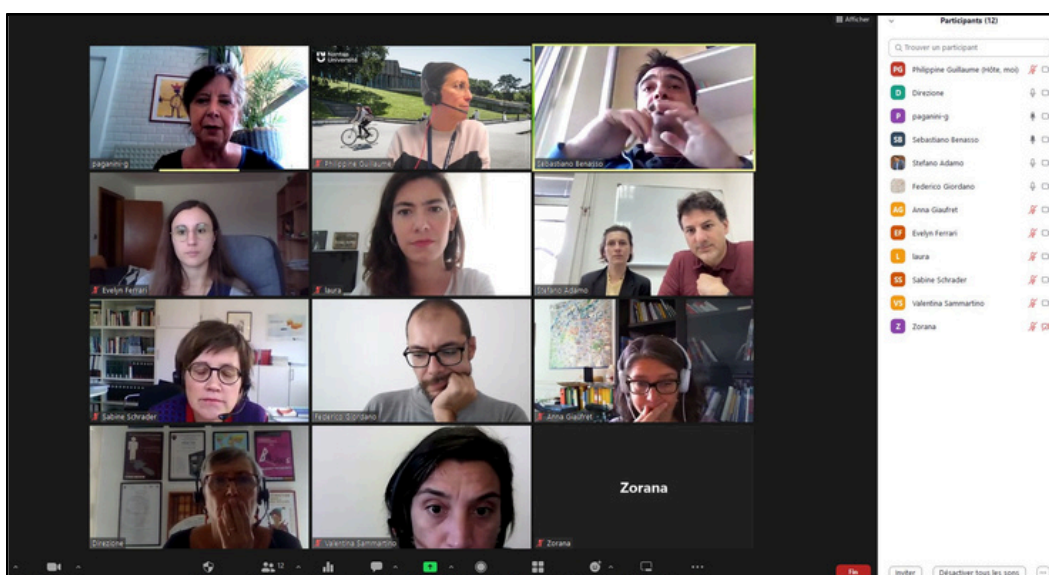 Afficher
Normandie
Université
paganini-g
Philippine Guillaume
Sebastiano Benasso
Evelyn Ferrari
laura
Stefano Adamo
Sabine Schrader
Federico Giordano
Anna Giaufret
Direzione
Valentina Sammartino
Zorana
Zorana
12
Fin
Participants (12)
Trouver un participant
PG Philippine Guillaume (Hôte, moi)
D Direzione
P paganini-g
SB Sebastiano Benasso
Stefano Adamo
Federico Giordano
AG Anna Giaufret
EF Evelyn Ferrari
L laura
SS Sabine Schrader
VS Valentina Sammartino
Z Zorana
Inviter
Désactiver tous les sons
...